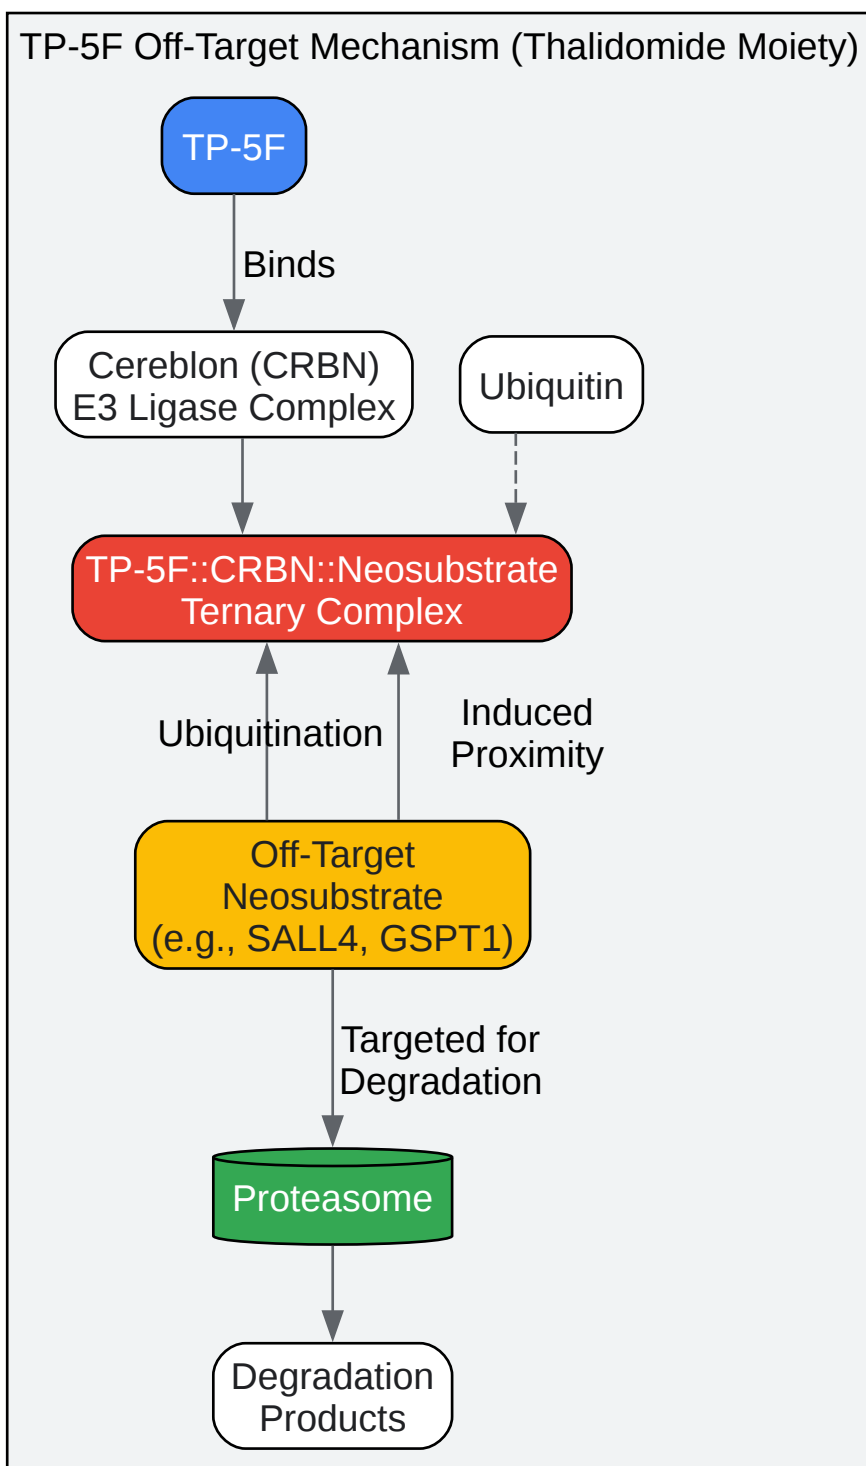 TP-5F Off-Target Mechanism (Thalidomide Moiety)
TP-5F
Binds
Cereblon (CRBN)
E3 Ligase Complex
Ubiquitin
TP-5F::CRBN::Neosubstrate
Ternary Complex
Ubiquitination
Induced
Proximity
Off-Target
Neosubstrate
(e.g., SALL4, GSPT1)
Targeted for
Degradation
Proteasome
Degradation
Products